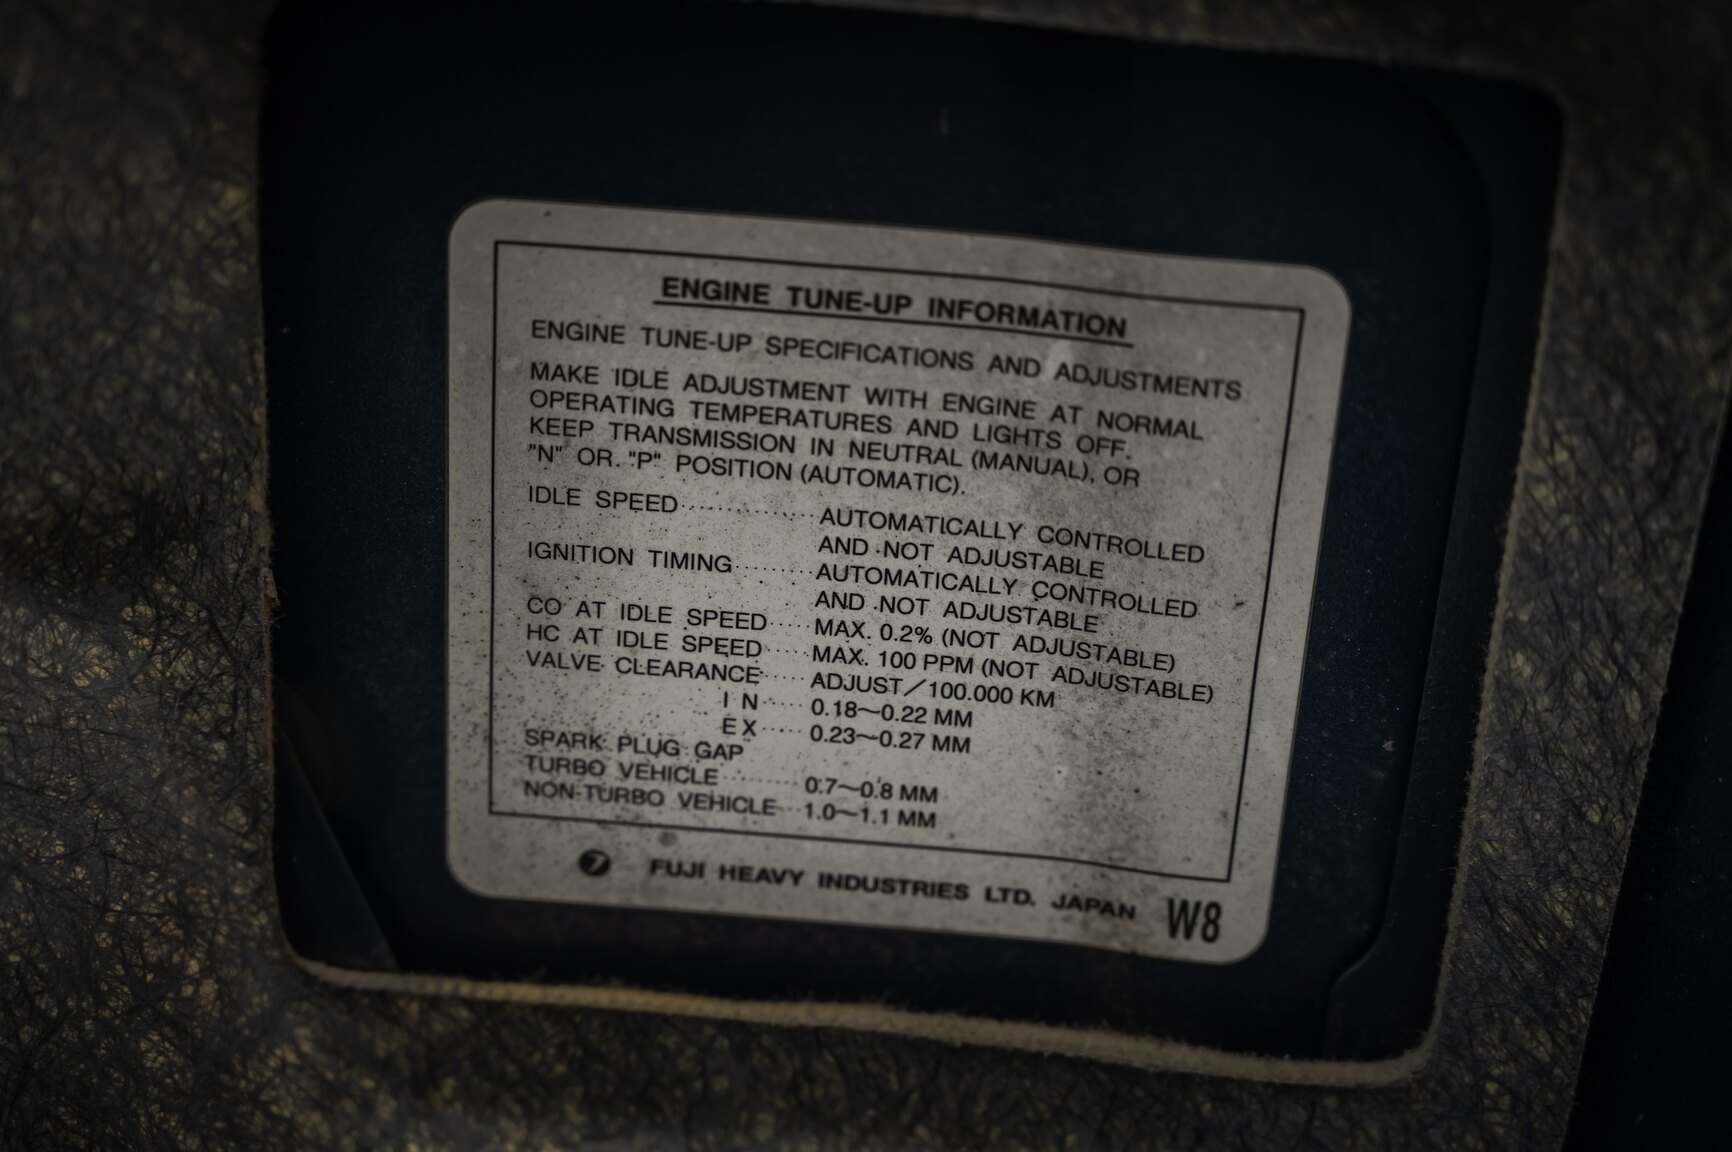 ENGINE TUNE-UP INFORMATION
ENGINE TUNE-UP SPECIFICATIONS AND ADJUSTMENTS
MAKE IDLE ADJUSTMENT WITH ENGINE AT NORMAL
OPERATING TEMPERATURES AND LIGHTS OFF.
KEEP TRANSMISSION IN NEUTRAL (MANUAL), OR
"N" OR "P" POSITION (AUTOMATIC).
IDLE SPEED ········· AUTOMATICALLY CONTROLLED
AND NOT ADJUSTABLE
IGNITION TIMING ······ AUTOMATICALLY CONTROLLED
AND NOT ADJUSTABLE
CO AT IDLE SPEED ···· MAX. 0.2% (NOT ADJUSTABLE)
HC AT IDLE SPEED ···· MAX. 100 PPM (NOT ADJUSTABLE)
VALVE CLEARANCE ···· ADJUST/100.000 KM
IN ···· 0.18~0.22 MM
EX ···· 0.23~0.27 MM
SPARK PLUG GAP
TURBO VEHICLE ······· 0.7~0.8 MM
NON-TURBO VEHICLE ·· 1.0~1.1 MM
7 FUJI HEAVY INDUSTRIES LTD. JAPAN W8